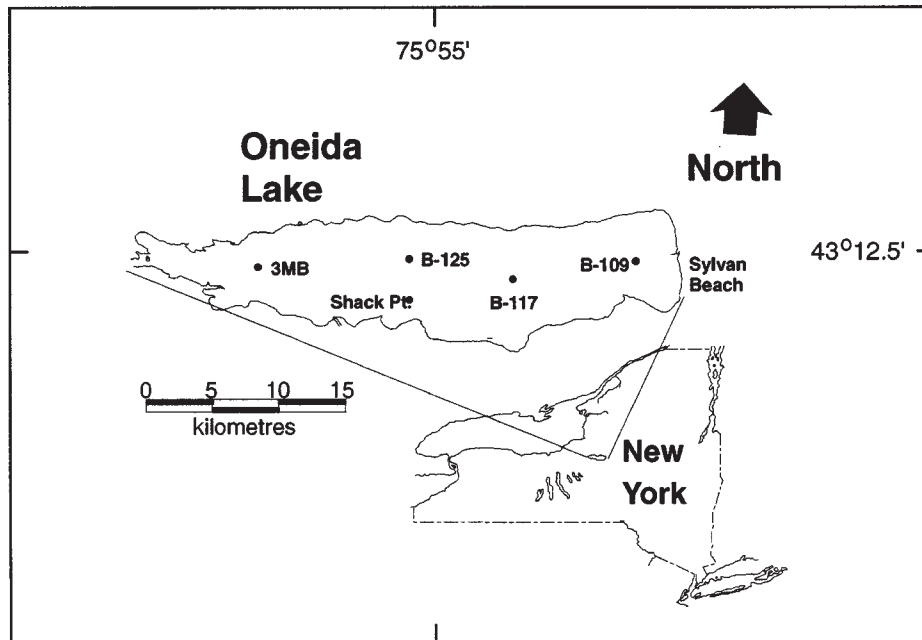 75°55'
Oneida
Lake
North
43°12.5'
3MB
B-125
B-109
Sylvan
Beach
Shack Pt.
B-117
0 5 10 15
kilometres
New
York